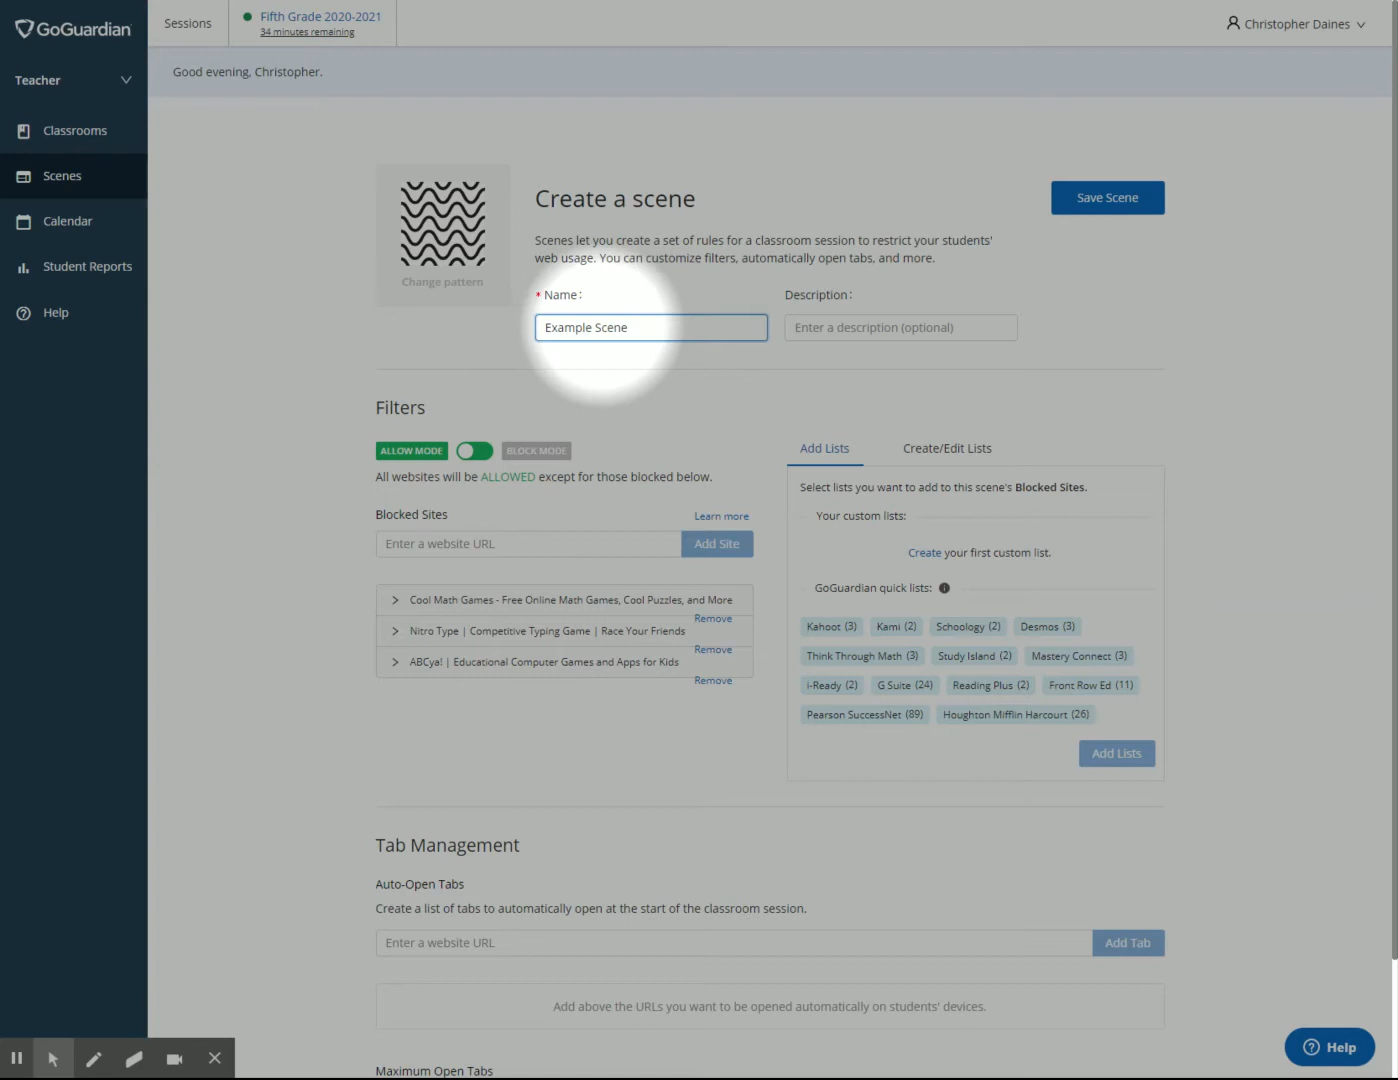 GoGuardian
Sessions
Fifth Grade 2020-2021
34 minutes remaining
Christopher Daines
Teacher
Good evening, Christopher.
Classrooms
Scenes
Calendar
Student Reports
Help
Change pattern
Create a scene
Save Scene
Scenes let you create a set of rules for a classroom session to restrict your students'
web usage. You can customize filters, automatically open tabs, and more.
* Name:
Description:
Example Scene
Enter a description (optional)
Filters
ALLOW MODE
BLOCK MODE
All websites will be ALLOWED except for those blocked below.
Blocked Sites
Learn more
Enter a website URL
Add Site
Cool Math Games - Free Online Math Games, Cool Puzzles, and More
Remove
Nitro Type | Competitive Typing Game | Race Your Friends
Remove
ABCya! | Educational Computer Games and Apps for Kids
Remove
Add Lists
Create/Edit Lists
Select lists you want to add to this scene's Blocked Sites.
Your custom lists:
Create your first custom list.
GoGuardian quick lists:
Kahoot (3) Kami (2) Schoology (2) Desmos (3)
Think Through Math (3) Study Island (2) Mastery Connect (3)
i-Ready (2) G Suite (24) Reading Plus (2) Front Row Ed (11)
Pearson SuccessNet (89) Houghton Mifflin Harcourt (26)
Add Lists
Tab Management
Auto-Open Tabs
Create a list of tabs to automatically open at the start of the classroom session.
Enter a website URL
Add Tab
Add above the URLs you want to be opened automatically on students' devices.
Maximum Open Tabs
Help